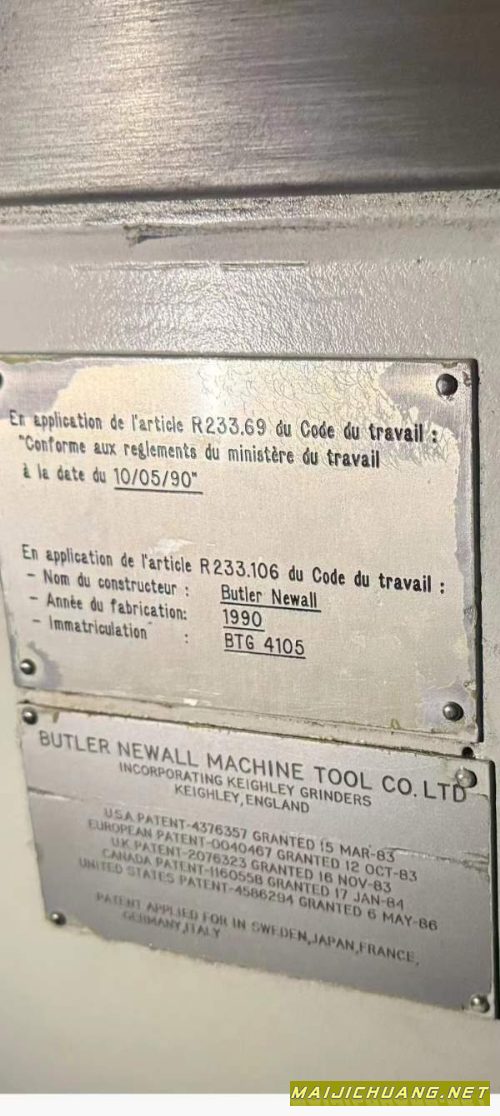 En application de l'article R233.69 du Code du travail :
"Conforme aux reglements du ministère du travail
à la date du 10/05/90"
En application de l'article R233.106 du Code du travail :
- Nom du constructeur : Butler Newall
- Année du fabrication: 1990
- Immatriculation : BTG 4105
BUTLER NEWALL MACHINE TOOL CO. LTD
INCORPORATING KEIGHLEY GRINDERS
KEIGHLEY, ENGLAND
U.S.A. PATENT-4376357 GRANTED 15 MAR-83
EUROPEAN PATENT-0040467 GRANTED 12 OCT-83
U.K. PATENT-2076323 GRANTED 16 NOV-83
CANADA PATENT-1160558 GRANTED 17 JAN-84
UNITED STATES PATENT-4586294 GRANTED 6 MAY-86
PATENT APPLIED FOR IN SWEDEN, JAPAN, FRANCE,
GERMANY, ITALY
MAIJICHUANG.NET